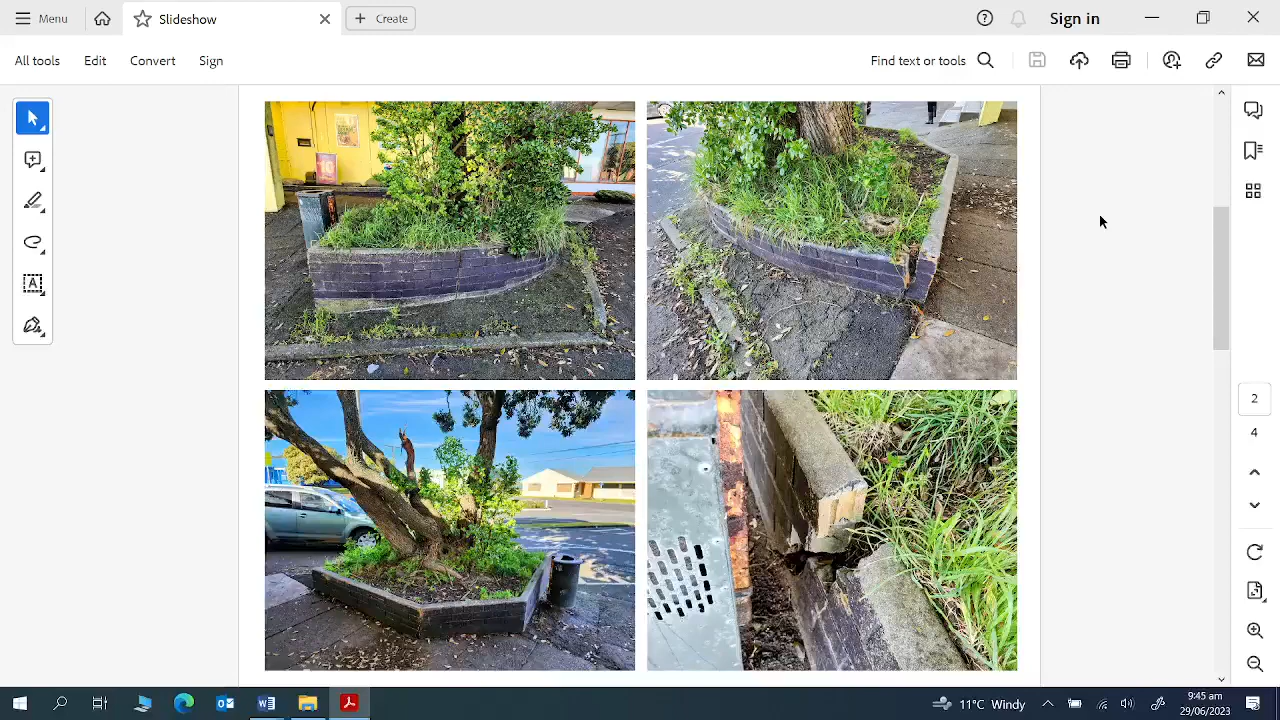 Menu
Slideshow
Create
Sign in
All tools
Edit
Convert
Sign
Find text or tools
2
4
11°C Windy
9:45 am
29/06/2023